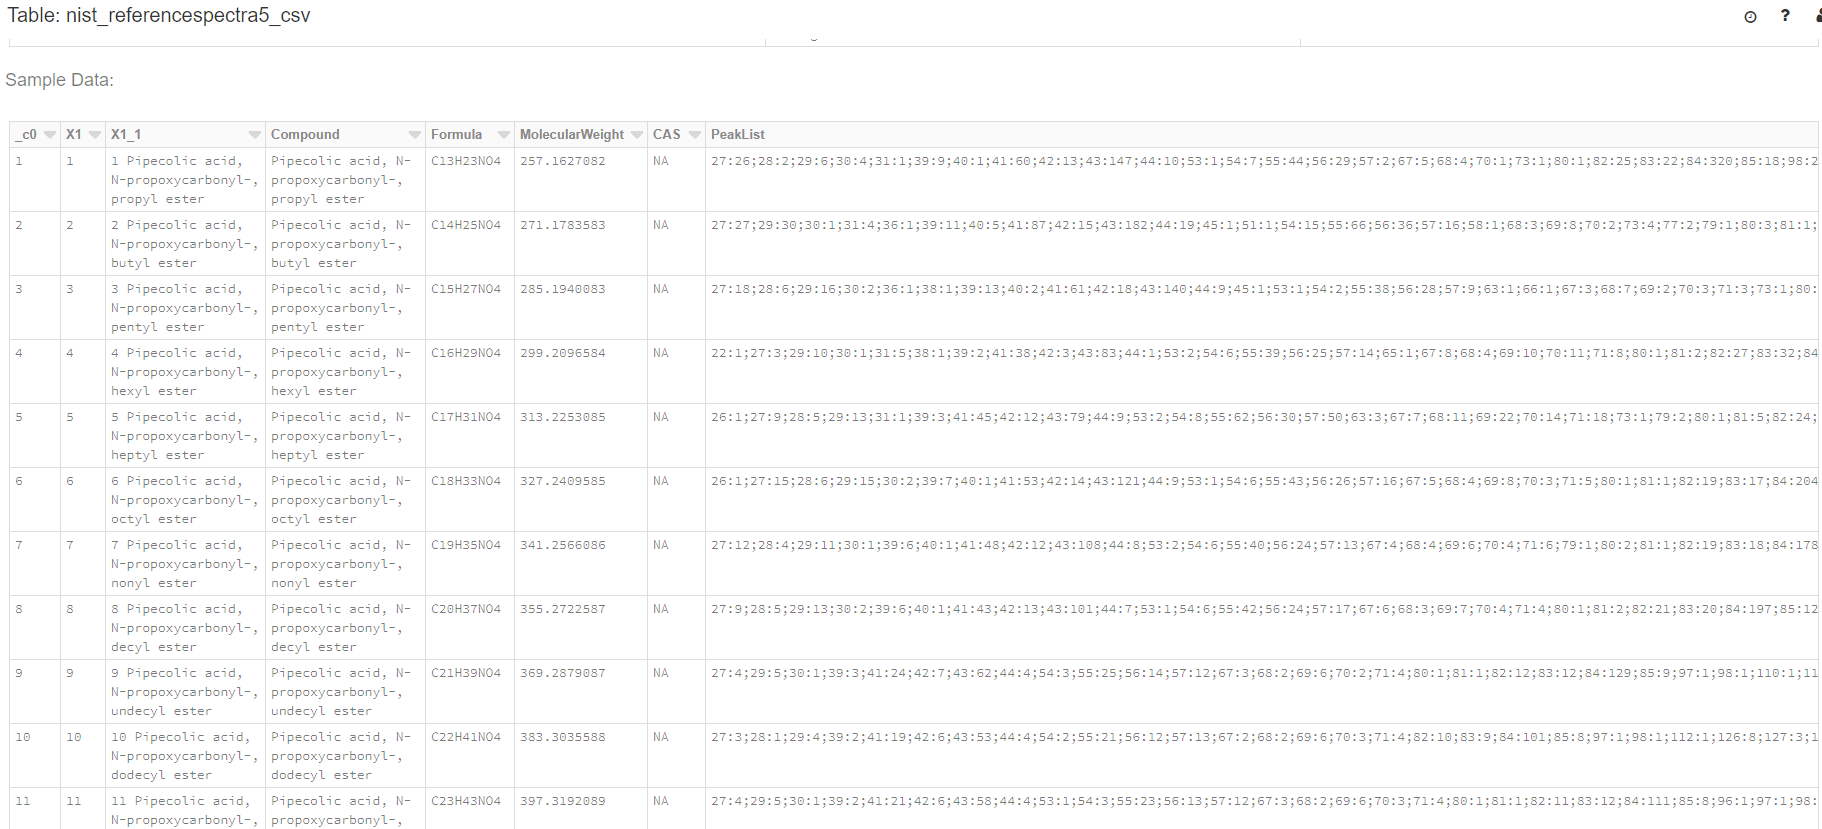 Table: nist_referencespectra5_csv
?
Sample Data:
_c0 X1 X1_1 Compound Formula MolecularWeight CAS PeakList
1 1 1 Pipecolic acid, Pipecolic acid, N- C13H23NO4 257.1627082 NA 27:26;28:2;29:6;30:4;31:1;39:9;40:1;41:60;42:13;43:147;44:10;53:1;54:7;55:44;56:29;57:2;67:5;68:4;70:1;73:1;80:1;82:25;83:22;84:320;85:18;98:2
N-propoxycarbonyl-, propoxycarbonyl-,
propyl ester propyl ester
2 2 2 Pipecolic acid, Pipecolic acid, N- C14H25NO4 271.1783583 NA 27:27;29:30;30:1;31:4;36:1;39:11;40:5;41:87;42:15;43:182;44:19;45:1;51:1;54:15;55:66;56:36;57:16;58:1;68:3;69:8;70:2;73:4;77:2;79:1;80:3;81:1;
N-propoxycarbonyl-, propoxycarbonyl-,
butyl ester butyl ester
3 3 3 Pipecolic acid, Pipecolic acid, N- C15H27NO4 285.1940083 NA 27:18;28:6;29:16;30:2;36:1;38:1;39:13;40:2;41:61;42:18;43:140;44:9;45:1;53:1;54:2;55:38;56:28;57:9;63:1;66:1;67:3;68:7;69:2;70:3;71:3;73:1;80:
N-propoxycarbonyl-, propoxycarbonyl-,
pentyl ester pentyl ester
4 4 4 Pipecolic acid, Pipecolic acid, N- C16H29NO4 299.2096584 NA 22:1;27:3;29:10;30:1;31:5;38:1;39:2;41:38;42:3;43:83;44:1;53:2;54:6;55:39;56:25;57:14;65:1;67:8;68:4;69:10;70:11;71:8;80:1;81:2;82:27;83:32;84
N-propoxycarbonyl-, propoxycarbonyl-,
hexyl ester hexyl ester
5 5 5 Pipecolic acid, Pipecolic acid, N- C17H31NO4 313.2253085 NA 26:1;27:9;28:5;29:13;31:1;39:3;41:45;42:12;43:79;44:9;53:2;54:8;55:62;56:30;57:50;63:3;67:7;68:11;69:22;70:14;71:18;73:1;79:2;80:1;81:5;82:24;
N-propoxycarbonyl-, propoxycarbonyl-,
heptyl ester heptyl ester
6 6 6 Pipecolic acid, Pipecolic acid, N- C18H33NO4 327.2409585 NA 26:1;27:15;28:6;29:15;30:2;39:7;40:1;41:53;42:14;43:121;44:9;53:1;54:6;55:43;56:26;57:16;67:5;68:4;69:8;70:3;71:5;80:1;81:1;82:19;83:17;84:204
N-propoxycarbonyl-, propoxycarbonyl-,
octyl ester octyl ester
7 7 7 Pipecolic acid, Pipecolic acid, N- C19H35NO4 341.2566086 NA 27:12;28:4;29:11;30:1;39:6;40:1;41:48;42:12;43:108;44:8;53:2;54:6;55:40;56:24;57:13;67:4;68:4;69:6;70:4;71:6;79:1;80:2;81:1;82:19;83:18;84:178
N-propoxycarbonyl-, propoxycarbonyl-,
nonyl ester nonyl ester
8 8 8 Pipecolic acid, Pipecolic acid, N- C20H37NO4 355.2722587 NA 27:9;28:5;29:13;30:2;39:6;40:1;41:43;42:13;43:101;44:7;53:1;54:6;55:42;56:24;57:17;67:6;68:3;69:7;70:4;71:4;80:1;81:2;82:21;83:20;84:197;85:12
N-propoxycarbonyl-, propoxycarbonyl-,
decyl ester decyl ester
9 9 9 Pipecolic acid, Pipecolic acid, N- C21H39NO4 369.2879087 NA 27:4;29:5;30:1;39:3;41:24;42:7;43:62;44:4;54:3;55:25;56:14;57:12;67:3;68:2;69:6;70:2;71:4;80:1;81:1;82:12;83:12;84:129;85:9;97:1;98:1;110:1;11
N-propoxycarbonyl-, propoxycarbonyl-,
undecyl ester undecyl ester
10 10 10 Pipecolic acid, Pipecolic acid, N- C22H41NO4 383.3035588 NA 27:3;28:1;29:4;39:2;41:19;42:6;43:53;44:4;54:2;55:21;56:12;57:13;67:2;68:2;69:6;70:3;71:4;82:10;83:9;84:101;85:8;97:1;98:1;112:1;126:8;127:3;1
N-propoxycarbonyl-, propoxycarbonyl-,
dodecyl ester dodecyl ester
11 11 11 Pipecolic acid, Pipecolic acid, N- C23H43NO4 397.3192089 NA 27:4;29:5;30:1;39:2;41:21;42:6;43:58;44:4;53:1;54:3;55:23;56:13;57:12;67:3;68:2;69:6;70:3;71:4;80:1;81:1;82:11;83:12;84:111;85:8;96:1;97:1;98:
N-propoxycarbonyl-, propoxycarbonyl-,